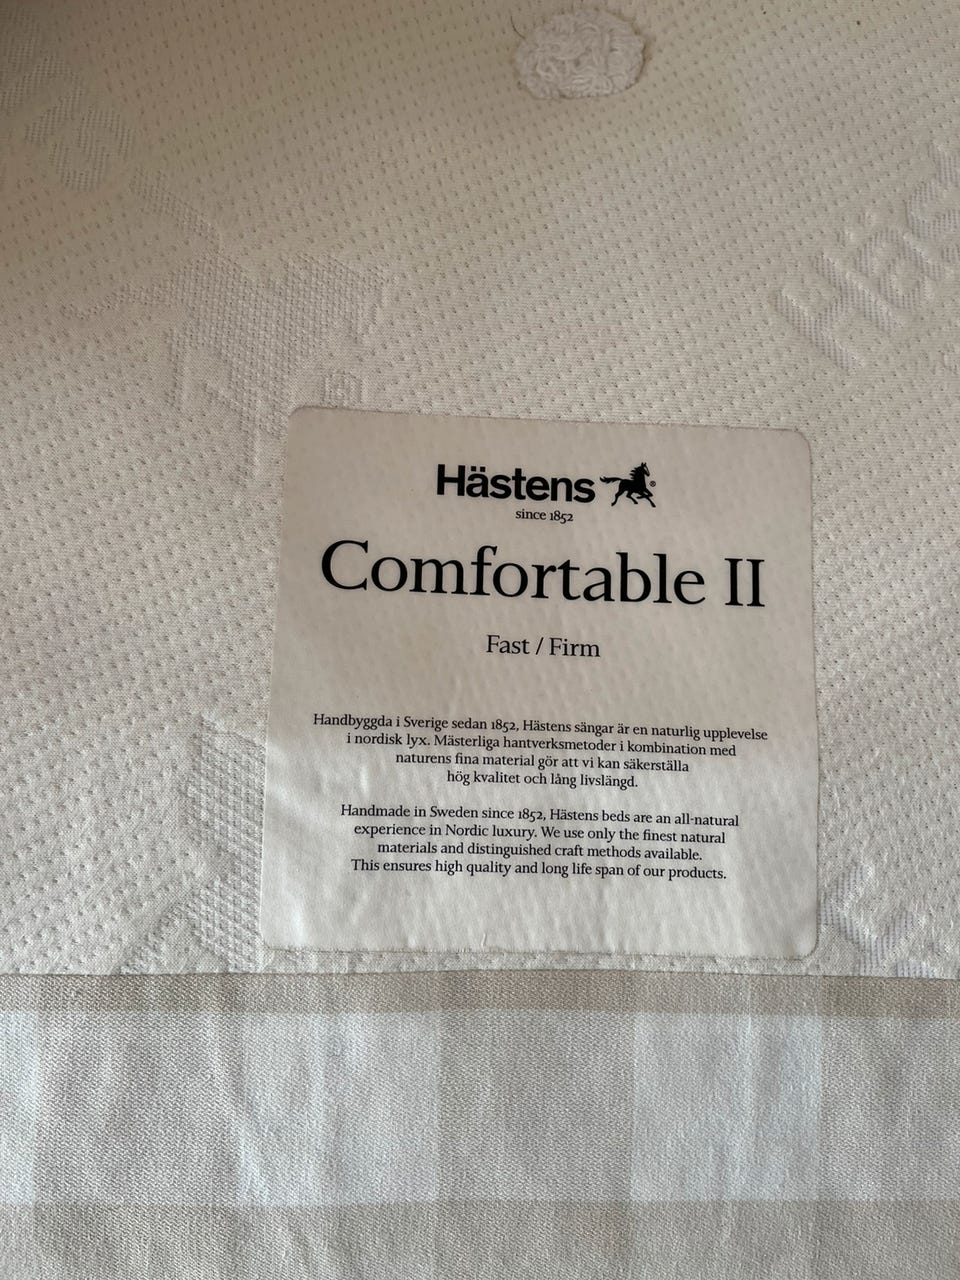 Häs
Hästens®
since 1852
Comfortable II
Fast / Firm
Handbyggda i Sverige sedan 1852, Hästens sängar är en naturlig upplevelse
i nordisk lyx. Mästerliga hantverksmetoder i kombination med
naturens fina material gör att vi kan säkerställa
hög kvalitet och lång livslängd.
Handmade in Sweden since 1852, Hästens beds are an all-natural
experience in Nordic luxury. We use only the finest natural
materials and distinguished craft methods available.
This ensures high quality and long life span of our products.